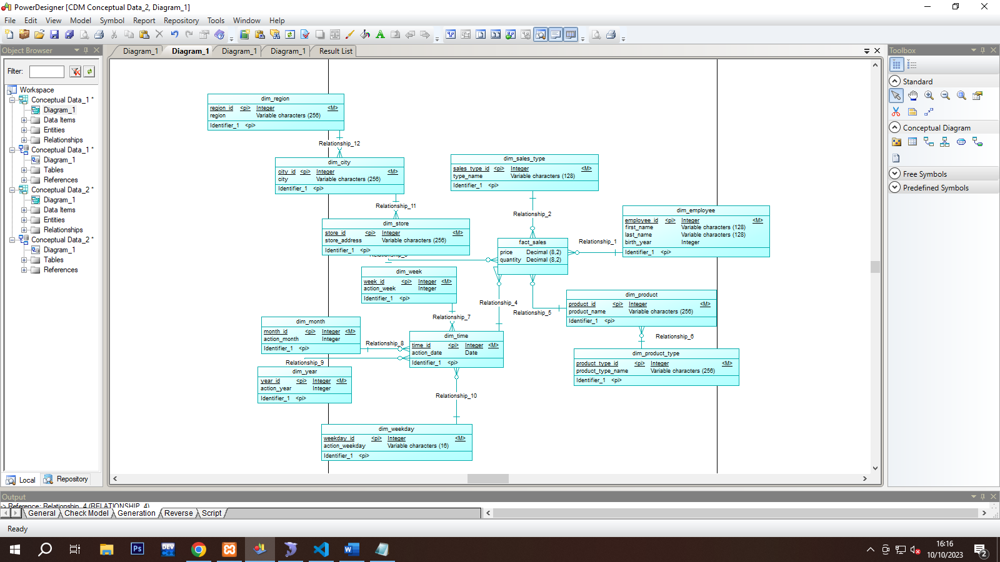 PowerDesigner [CDM Conceptual Data_2, Diagram_1]
File Edit View Model Symbol Report Repository Tools Window Help
Object Browser
Filter:
Workspace
Conceptual Data_1 *
Diagram_1
Data Items
Entities
Relationships
Conceptual Data_1 *
Diagram_1
Tables
References
Conceptual Data_2 *
Diagram_1
Data Items
Entities
Relationships
Conceptual Data_2 *
Diagram_1
Tables
References
Local Repository
Diagram_1 Diagram_1 Diagram_1 Diagram_1 Result List
dim_region
region_id <pi> Integer <M>
region Variable characters (256)
Identifier_1 <pi>
Relationship_12
dim_city
city_id <pi> Integer <M>
city Variable characters (256)
Identifier_1 <pi>
Relationship_11
dim_store
store_id <pi> Integer <M>
store_address Variable characters (256)
Identifier_1 <pi>
dim_sales_type
sales_type_id <pi> Integer <M>
type_name Variable characters (128)
Identifier_1 <pi>
Relationship_2
dim_employee
employee_id <pi> Integer <M>
first_name Variable characters (128)
last_name Variable characters (128)
birth_year Integer
Identifier_1 <pi>
Relationship_1
fact_sales
price Decimal (8,2)
quantity Decimal (8,2)
dim_week
week_id <pi> Integer <M>
action_week Integer
Identifier_1 <pi>
Relationship_4
Relationship_5
Relationship_7
dim_product
product_id <pi> Integer <M>
product_name Variable characters (256)
Identifier_1 <pi>
Relationship_6
dim_product_type
product_type_id <pi> Integer <M>
product_type_name Variable characters (256)
Identifier_1 <pi>
dim_month
month_id <pi> Integer <M>
action_month Integer
Identifier_1 <pi>
Relationship_8
dim_time
time_id <pi> Integer <M>
action_date Date
Identifier_1 <pi>
Relationship_9
dim_year
year_id <pi> Integer <M>
action_year Integer
Identifier_1 <pi>
Relationship_10
dim_weekday
weekday_id <pi> Integer <M>
action_weekday Variable characters (16)
Identifier_1 <pi>
Toolbox
Standard
Conceptual Diagram
Free Symbols
Predefined Symbols
Output
-> Reference: Relationship_4 (RELATIONSHIP_4)
General Check Model Generation Reverse Script
Ready
Ps
DEV
16:16
10/10/2023
2